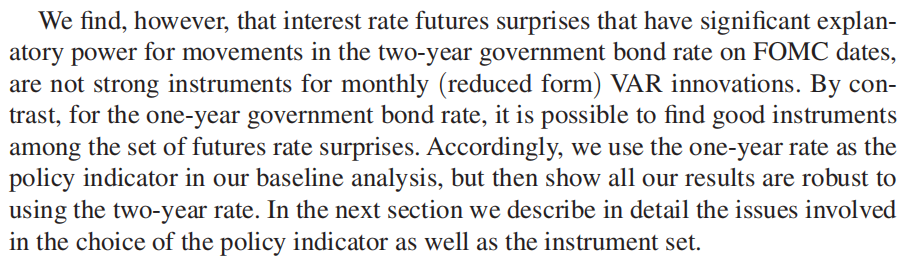 We find, however, that interest rate futures surprises that have significant explan-
atory power for movements in the two-year government bond rate on FOMC dates,
are not strong instruments for monthly (reduced form) VAR innovations. By con-
trast, for the one-year government bond rate, it is possible to find good instruments
among the set of futures rate surprises. Accordingly, we use the one-year rate as the
policy indicator in our baseline analysis, but then show all our results are robust to
using the two-year rate. In the next section we describe in detail the issues involved
in the choice of the policy indicator as well as the instrument set.